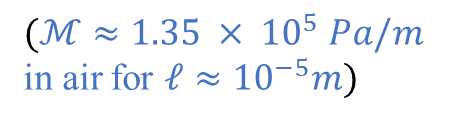 (ℳ ≈ 1.35 × 10⁵ Pa/m
in air for ℓ ≈ 10⁻⁵m)